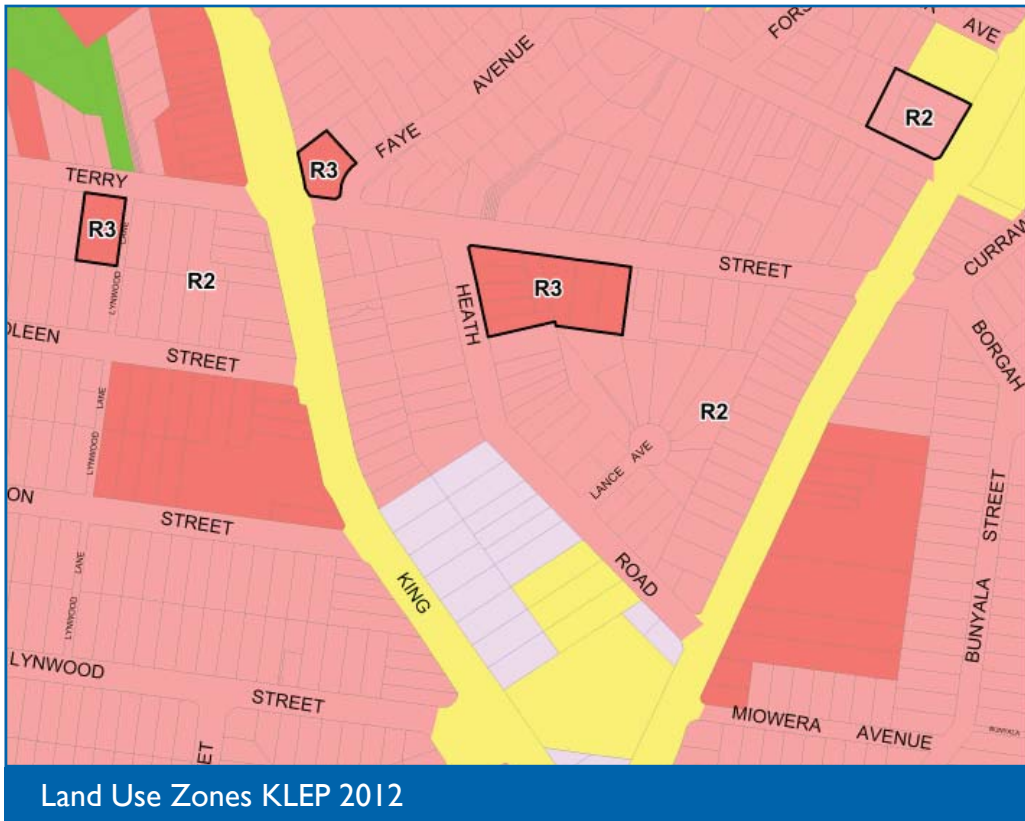 AVE
AVENUE
FAYE
R2
R3
TERRY
R3
LANE
R2
LYNWOOD
HEATH
R3
STREET
CURRAW
BORGAH
OLEEN
STREET
LANE
LYNWOOD
R2
LANCE AVE
ON
STREET
STREET
LANE
LYNWOOD
KING
ROAD
BUNYALA
LYNWOOD
STREET
MIOWERA
AVENUE
BUNYALA
Land Use Zones KLEP 2012